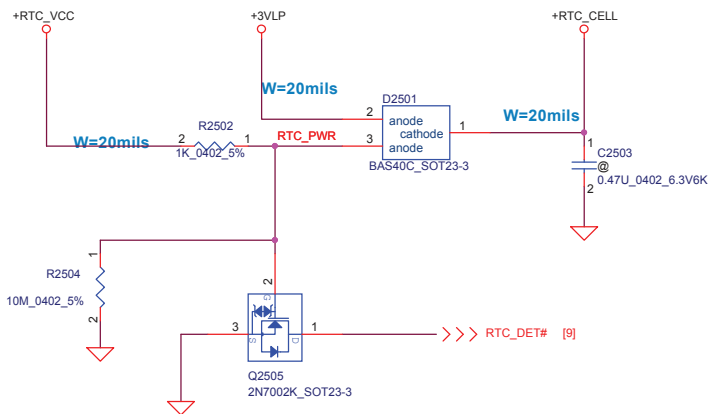 +RTC_VCC
+3VLP
+RTC_CELL
W=20mils
D2501
W=20mils
R2502
RTC_PWR
2
anode
cathode
1
W=20mils
2
1
3
anode
1K_0402_5%
BAS40C_SOT23-3
1
C2503
@
0.47U_0402_6.3V6K
2
1
R2504
10M_0402_5%
2
2
G
3
S
D
1
RTC_DET#
[9]
Q2505
2N7002K_SOT23-3